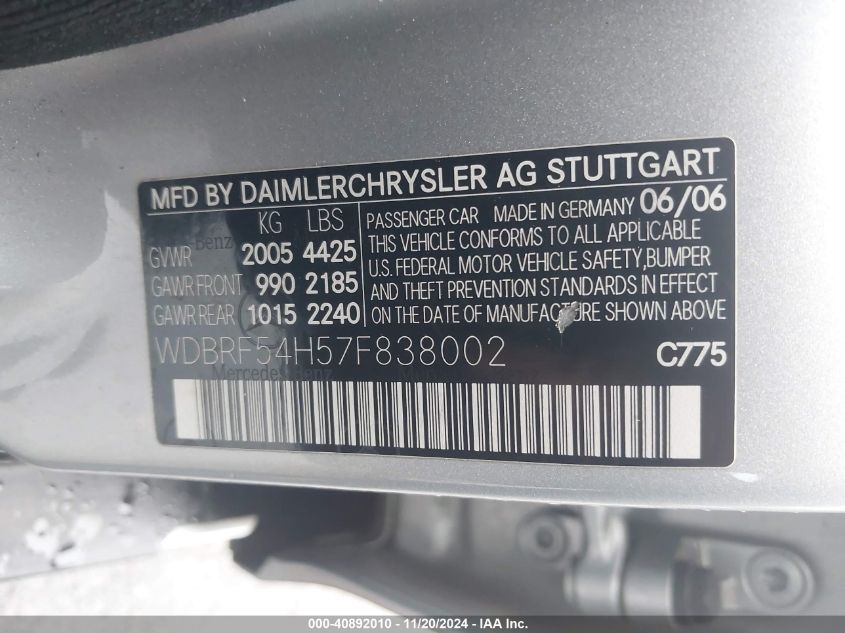 MFD BY DAIMLERCHRYSLER AG STUTTGART
KG LBS
GVWR 2005 4425
GAWR FRONT 990 2185
GAWR REAR 1015 2240
PASSENGER CAR MADE IN GERMANY 06/06
THIS VEHICLE CONFORMS TO ALL APPLICABLE
U.S. FEDERAL MOTOR VEHICLE SAFETY,BUMPER
AND THEFT PREVENTION STANDARDS IN EFFECT
ON THE DATE OF MANUFACTURE SHOWN ABOVE
WDBRF54H57F838002 C775
Benz
Mercedes-Benz
000-40892010 - 11/20/2024 - IAA Inc.